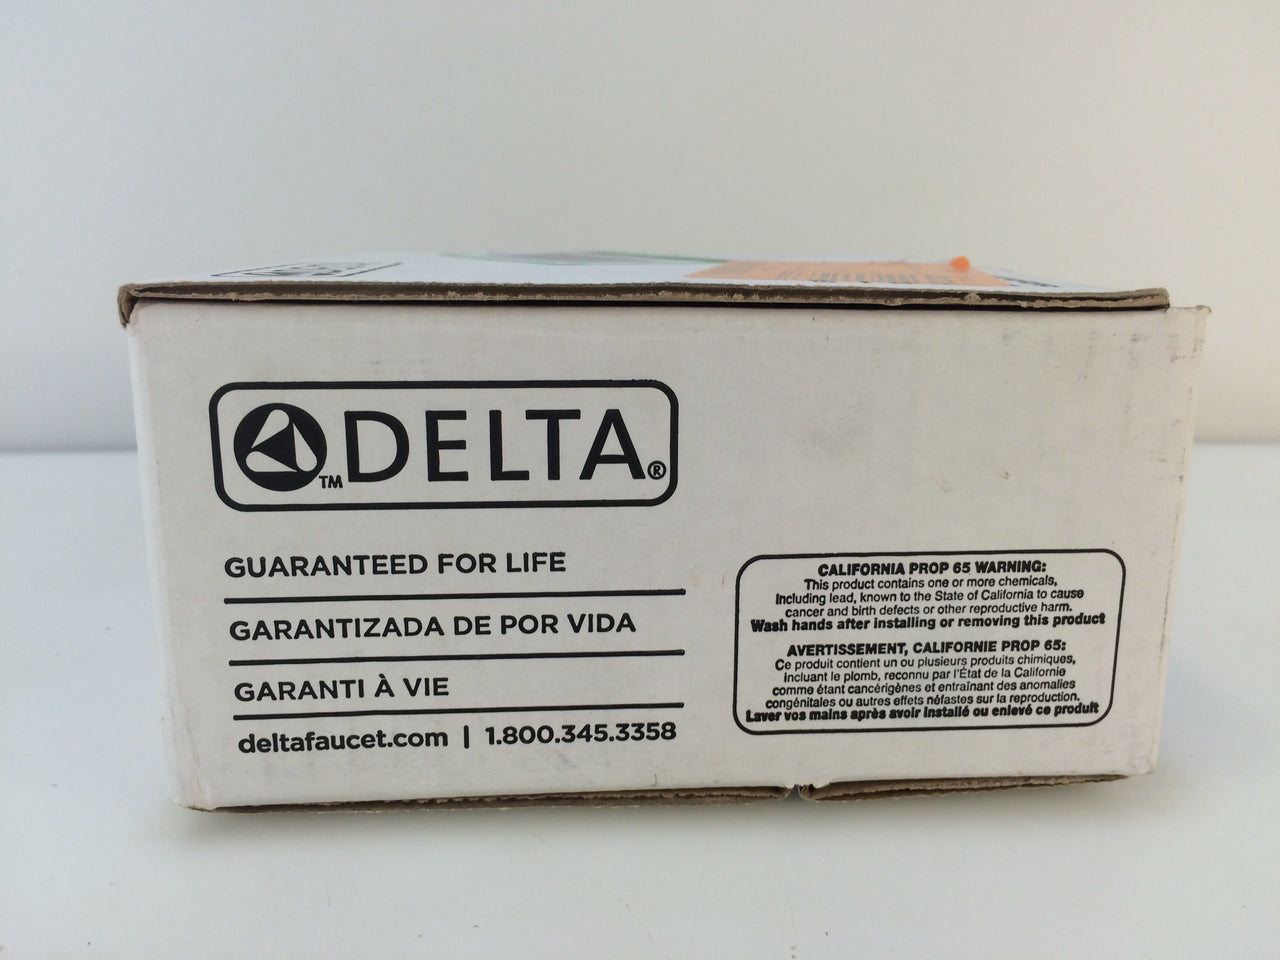 TM DELTA®
GUARANTEED FOR LIFE
GARANTIZADA DE POR VIDA
GARANTI À VIE
deltafaucet.com | 1.800.345.3358
CALIFORNIA PROP 65 WARNING:
This product contains one or more chemicals,
Including lead, known to the State of California to cause
cancer and birth defects or other reproductive harm.
Wash hands after installing or removing this product
AVERTISSEMENT, CALIFORNIE PROP 65:
Ce produit contient un ou plusieurs produits chimiques,
incluant le plomb, reconnu par l'État de la Californie
comme étant cancérigènes et entraînant des anomalies
congénitales ou autres effets néfastes sur la reproduction.
Laver vos mains après avoir installé ou enlevé ce produit